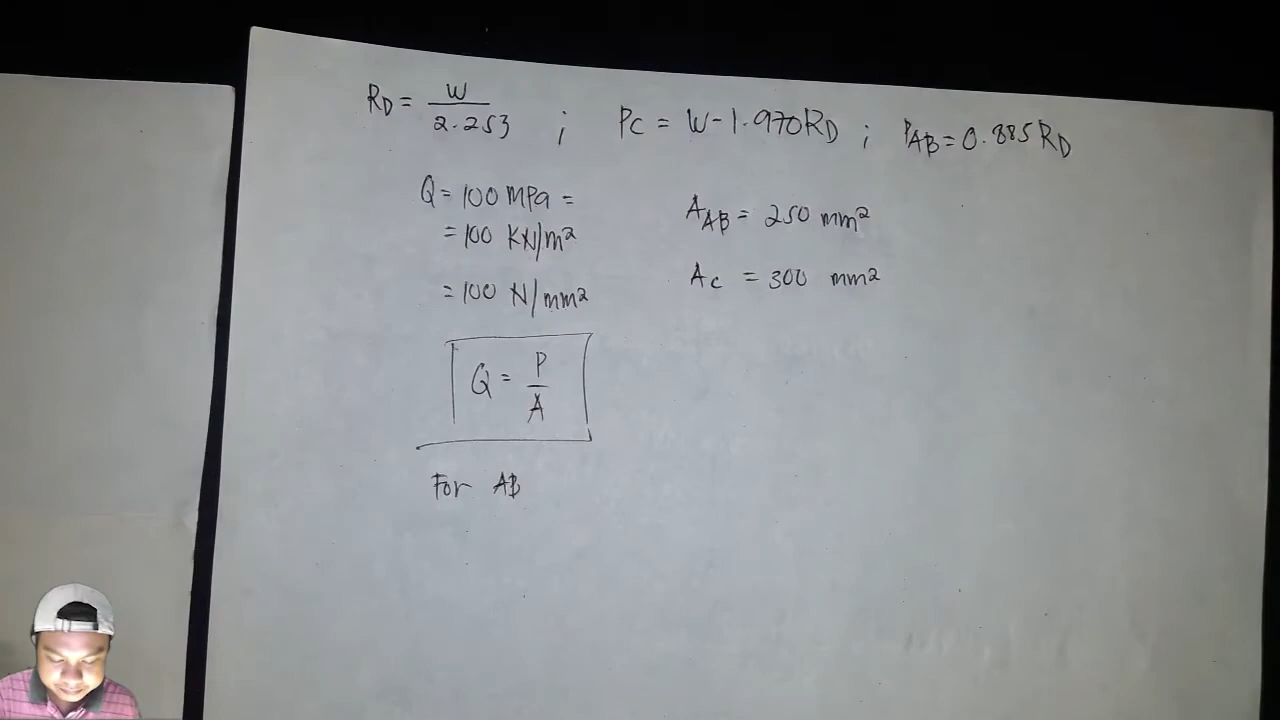 RD = W / 2.253 ; PC = W - 1.970RD ; PAB = 0.885 RD
Q = 100 MPa =
= 100 KN/m²
= 100 N/mm²
AAB = 250 mm²
Ac = 300 mm²
Q = P / A
For AB